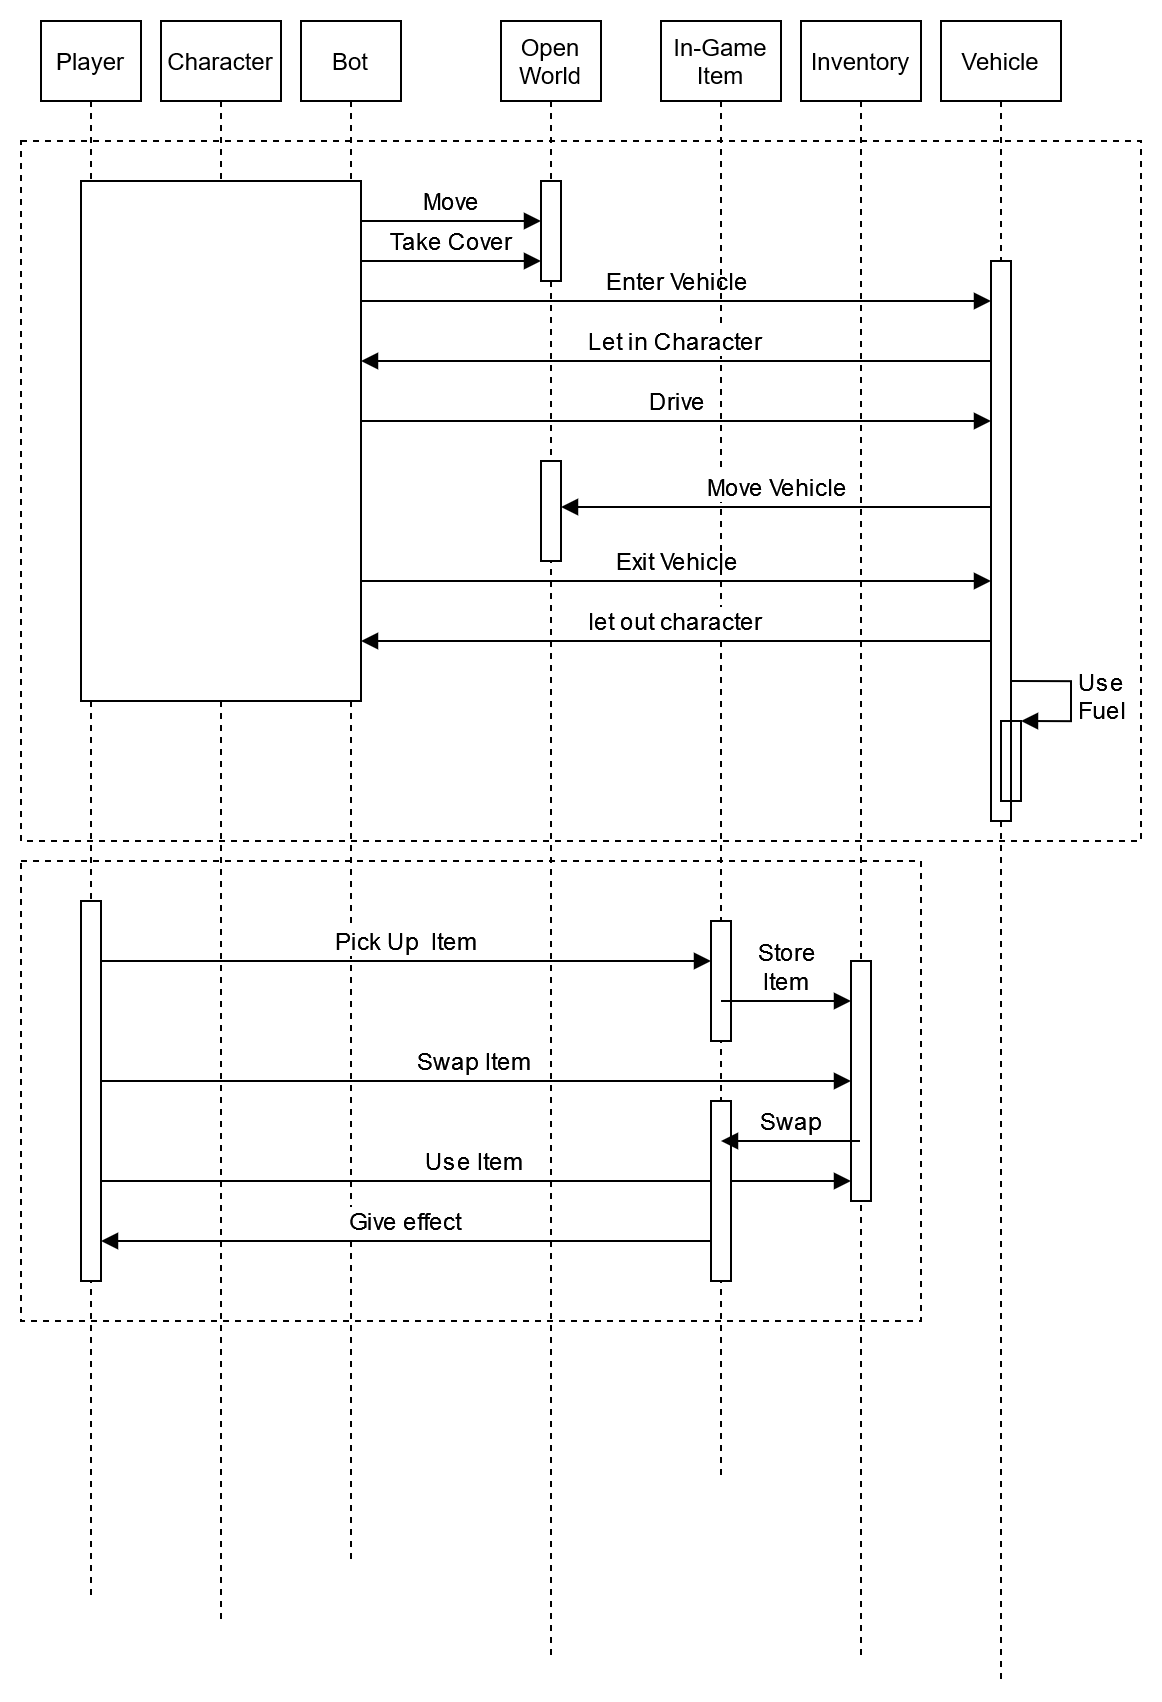 Player
Character
Bot
Open
World
In-Game
Item
Inventory
Vehicle
Move
Take Cover
Enter Vehicle
Let in Character
Drive
Move Vehicle
Exit Vehicle
let out character
Use
Fuel
Pick Up  Item
Store
Item
Swap Item
Swap
Use Item
Give effect